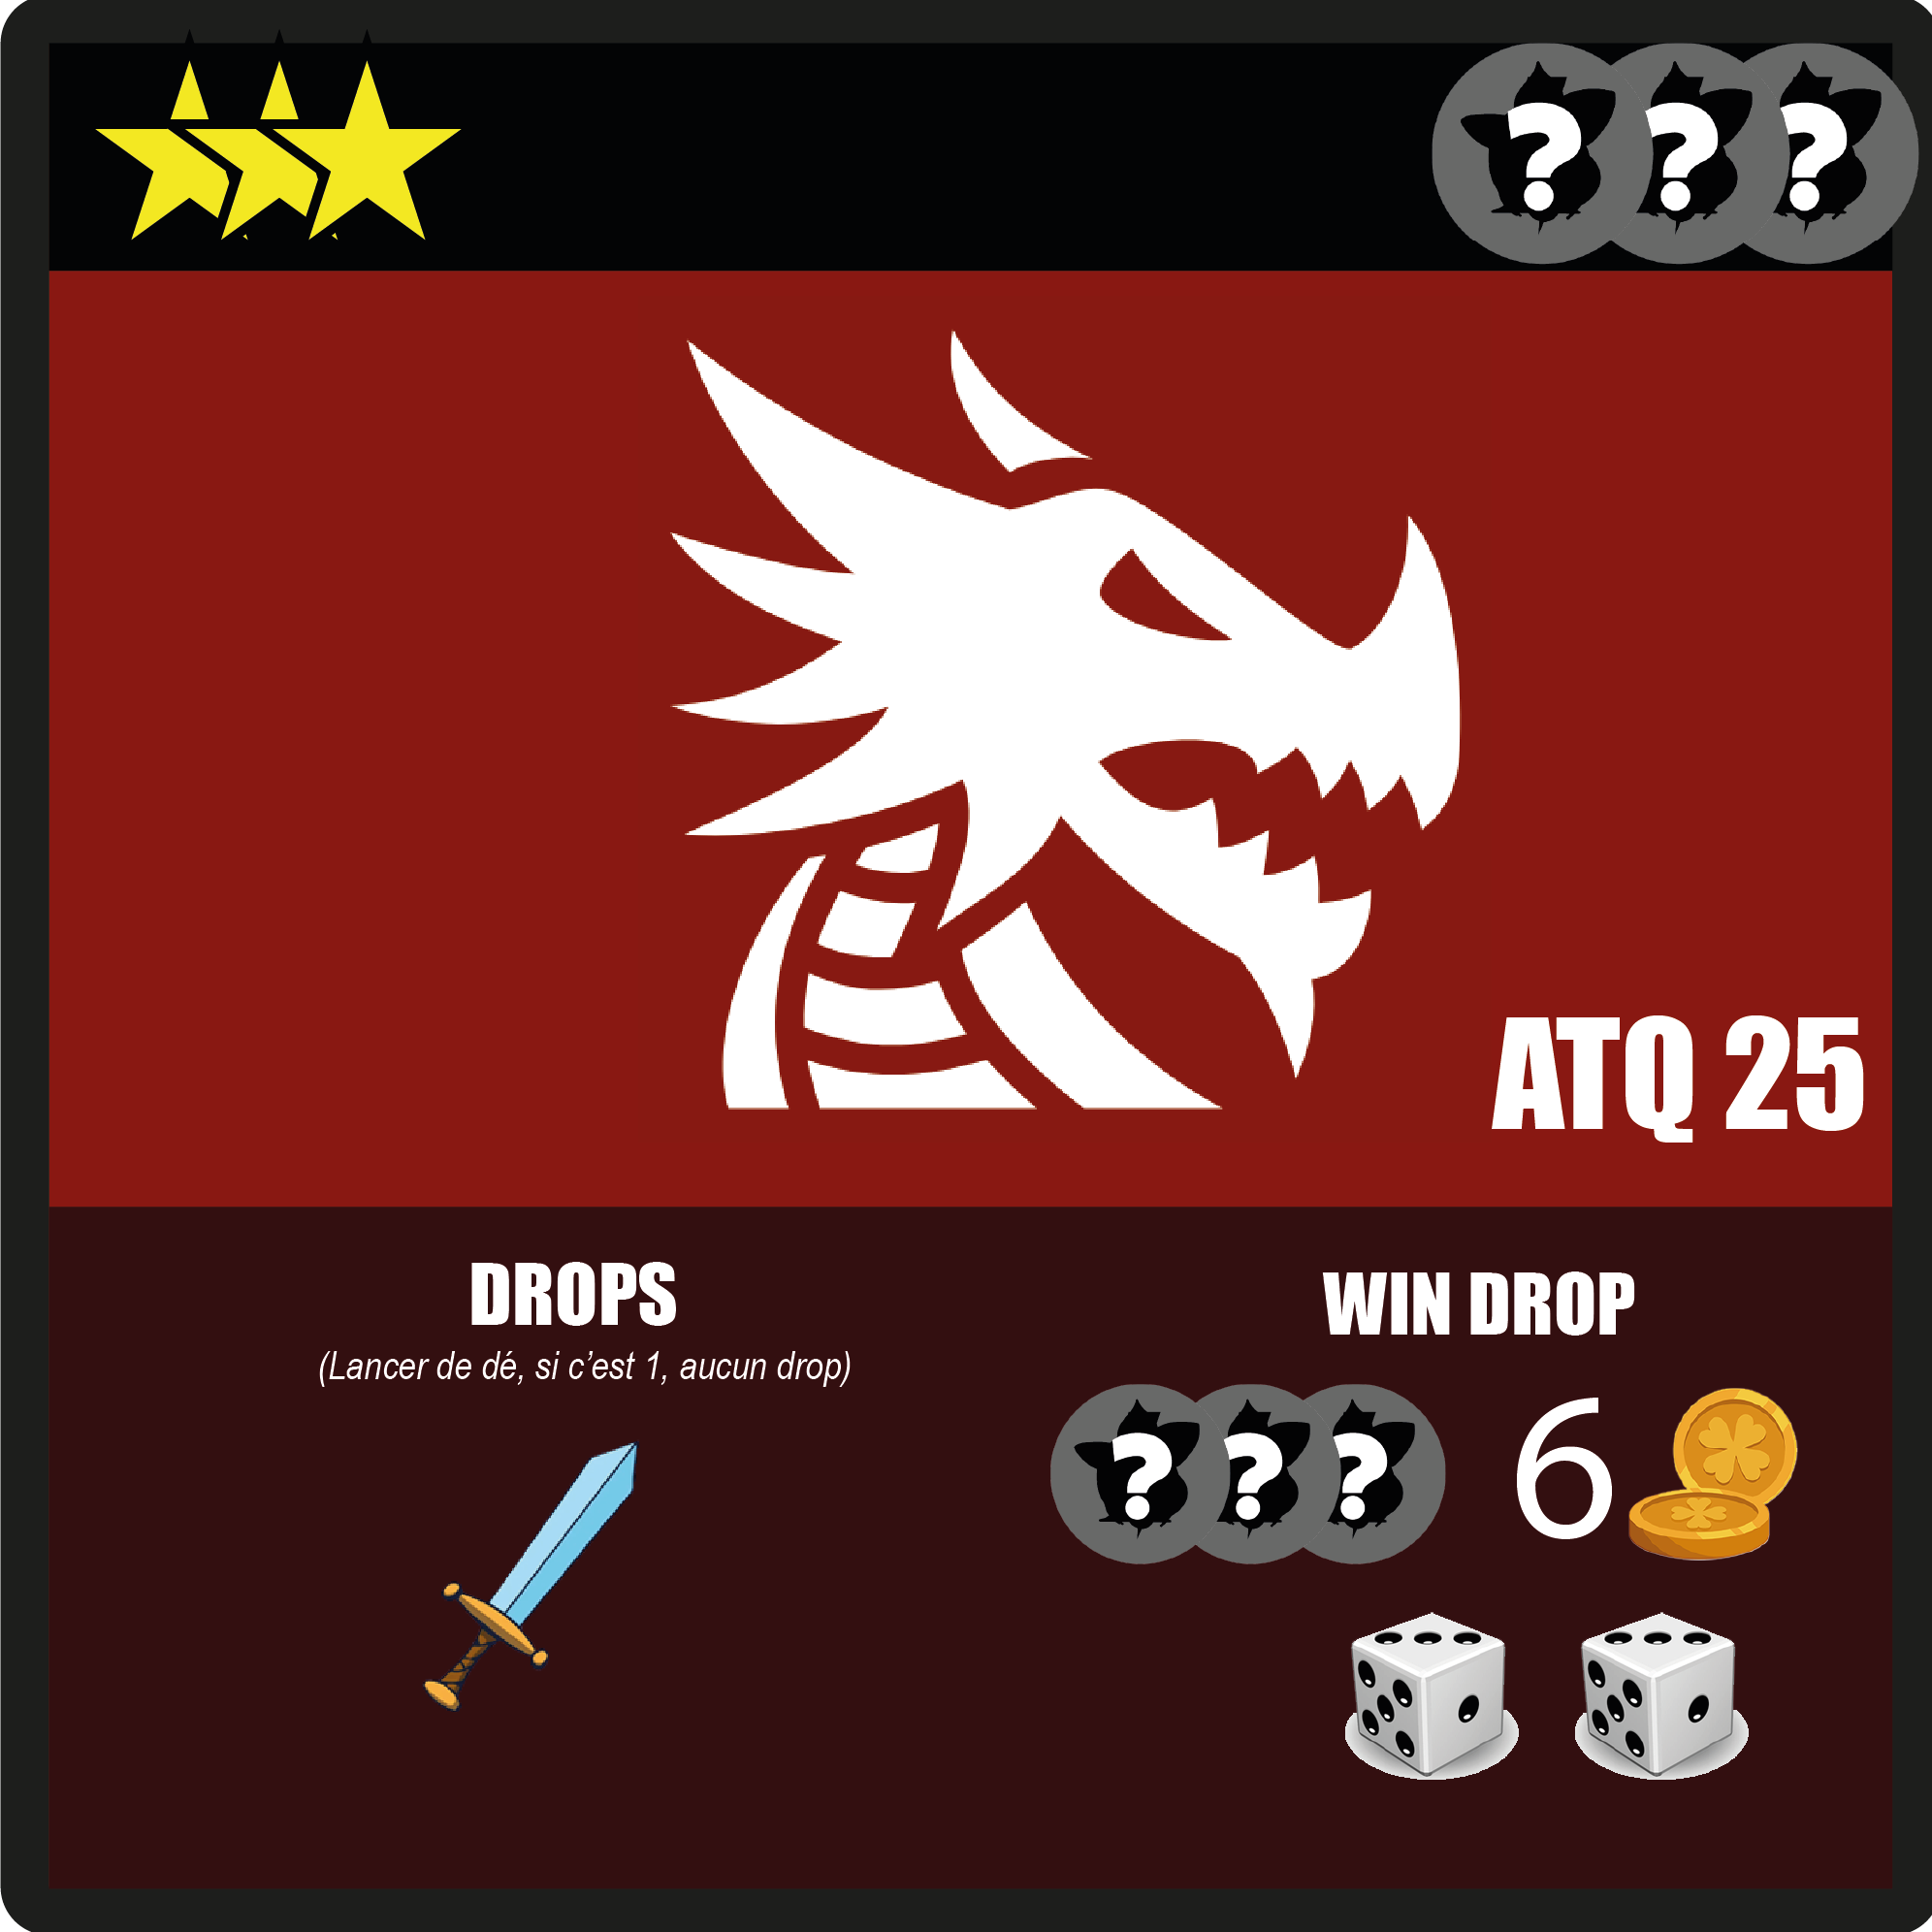 ? ? ?
ATQ 25
DROPS
(Lancer de dé, si c'est 1, aucun drop)
WIN DROP
? ? ? 6